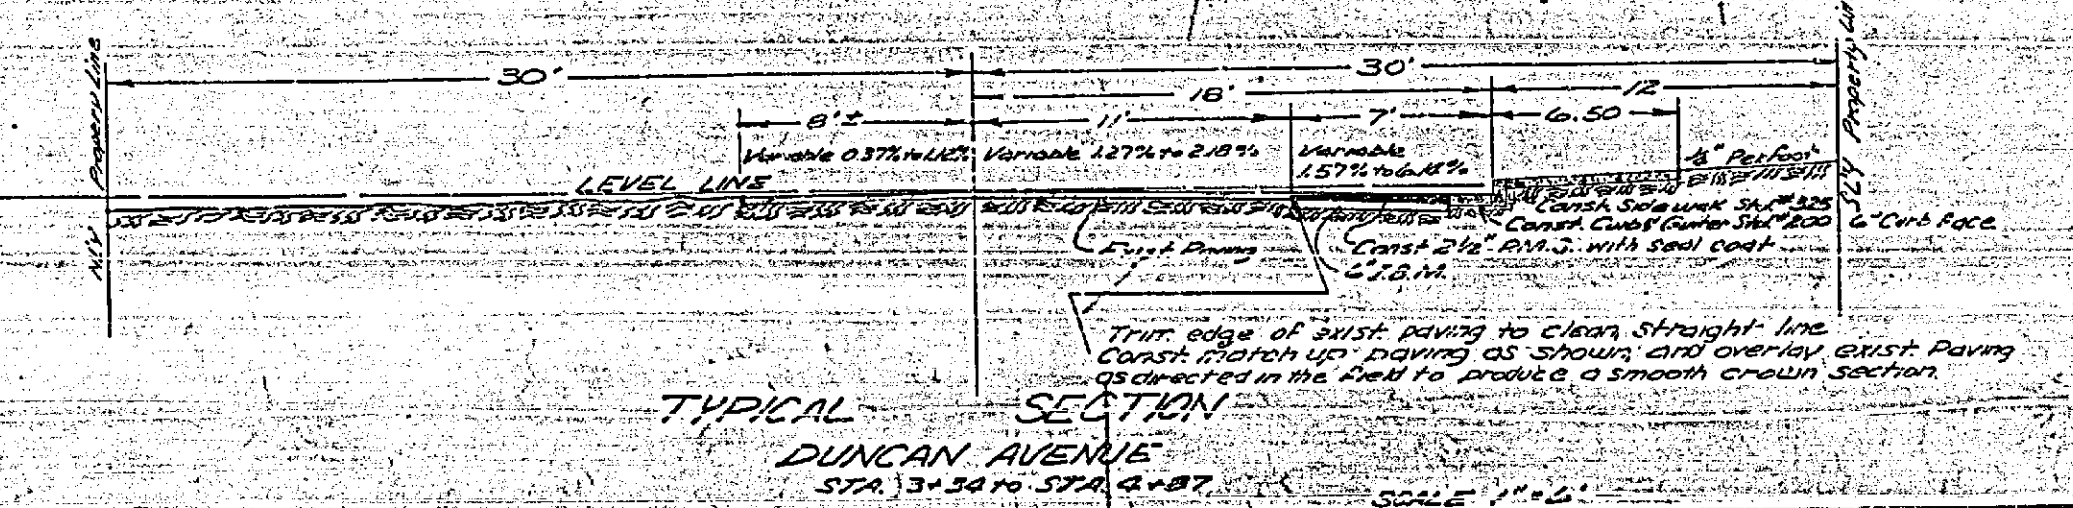 Property Line
N'LY
30'
30'
18'
12
8'±
11'
7'
6.50
Variable 0.37% to
Variable 1.27% to 2.18%
Variable
1.57% to
Per foot
LEVEL LINE
Const. Sidewalk Std. #325
Const. Curb & Gutter Std. #200
6" Curb Face
Exist. Paving
Const. 2½" P.M.S. with seal coat
6"
S'LY Property Line
Trim edge of exist. paving to clean, straight line
Const. match up paving as shown, and overlay exist. Paving
as directed in the field to produce a smooth crown section.
TYPICAL SECTION
DUNCAN AVENUE
STA. 3+34 to STA. 4+87
SCALE